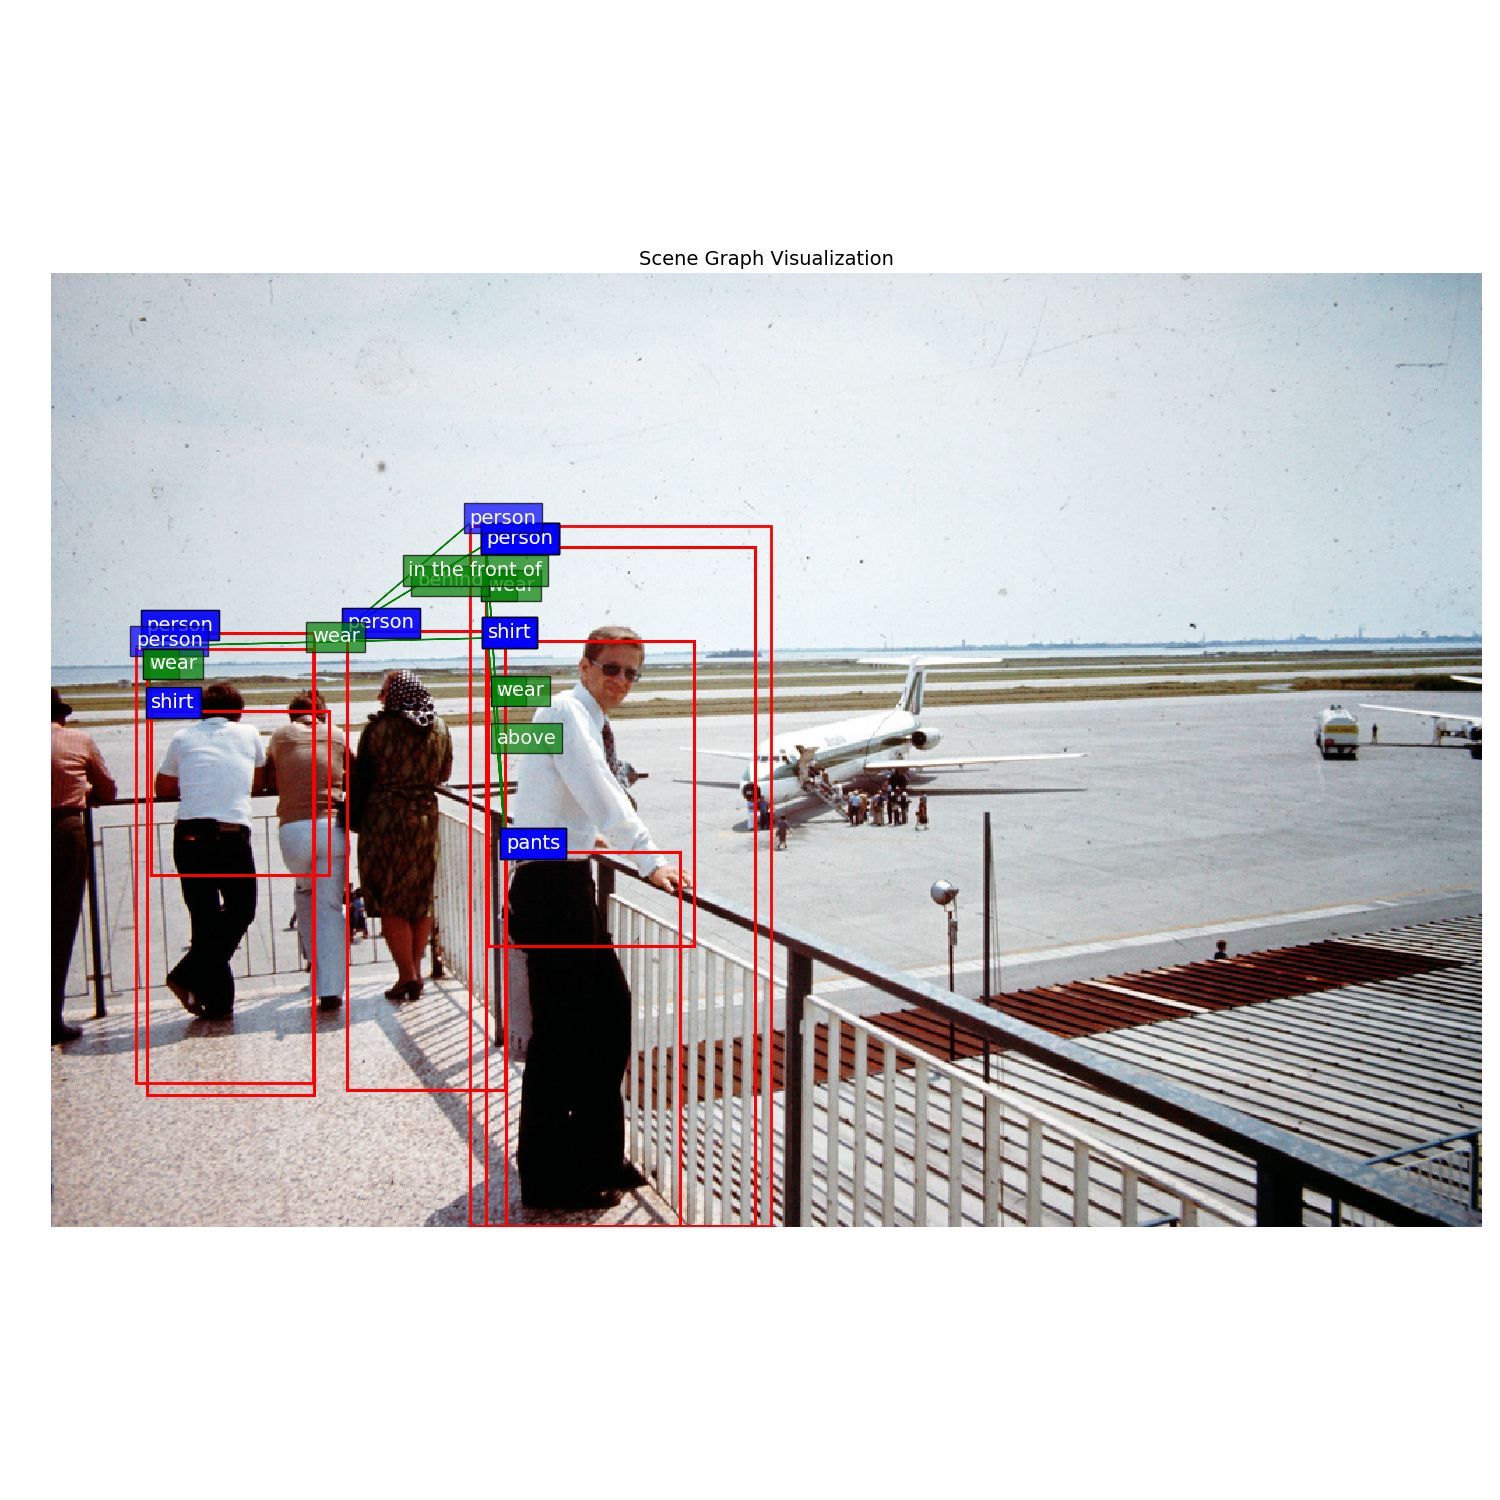 Scene Graph Visualization
person
person
in the front of
behind
wear
person
person
person
wear
shirt
wear
shirt
wear
above
pants